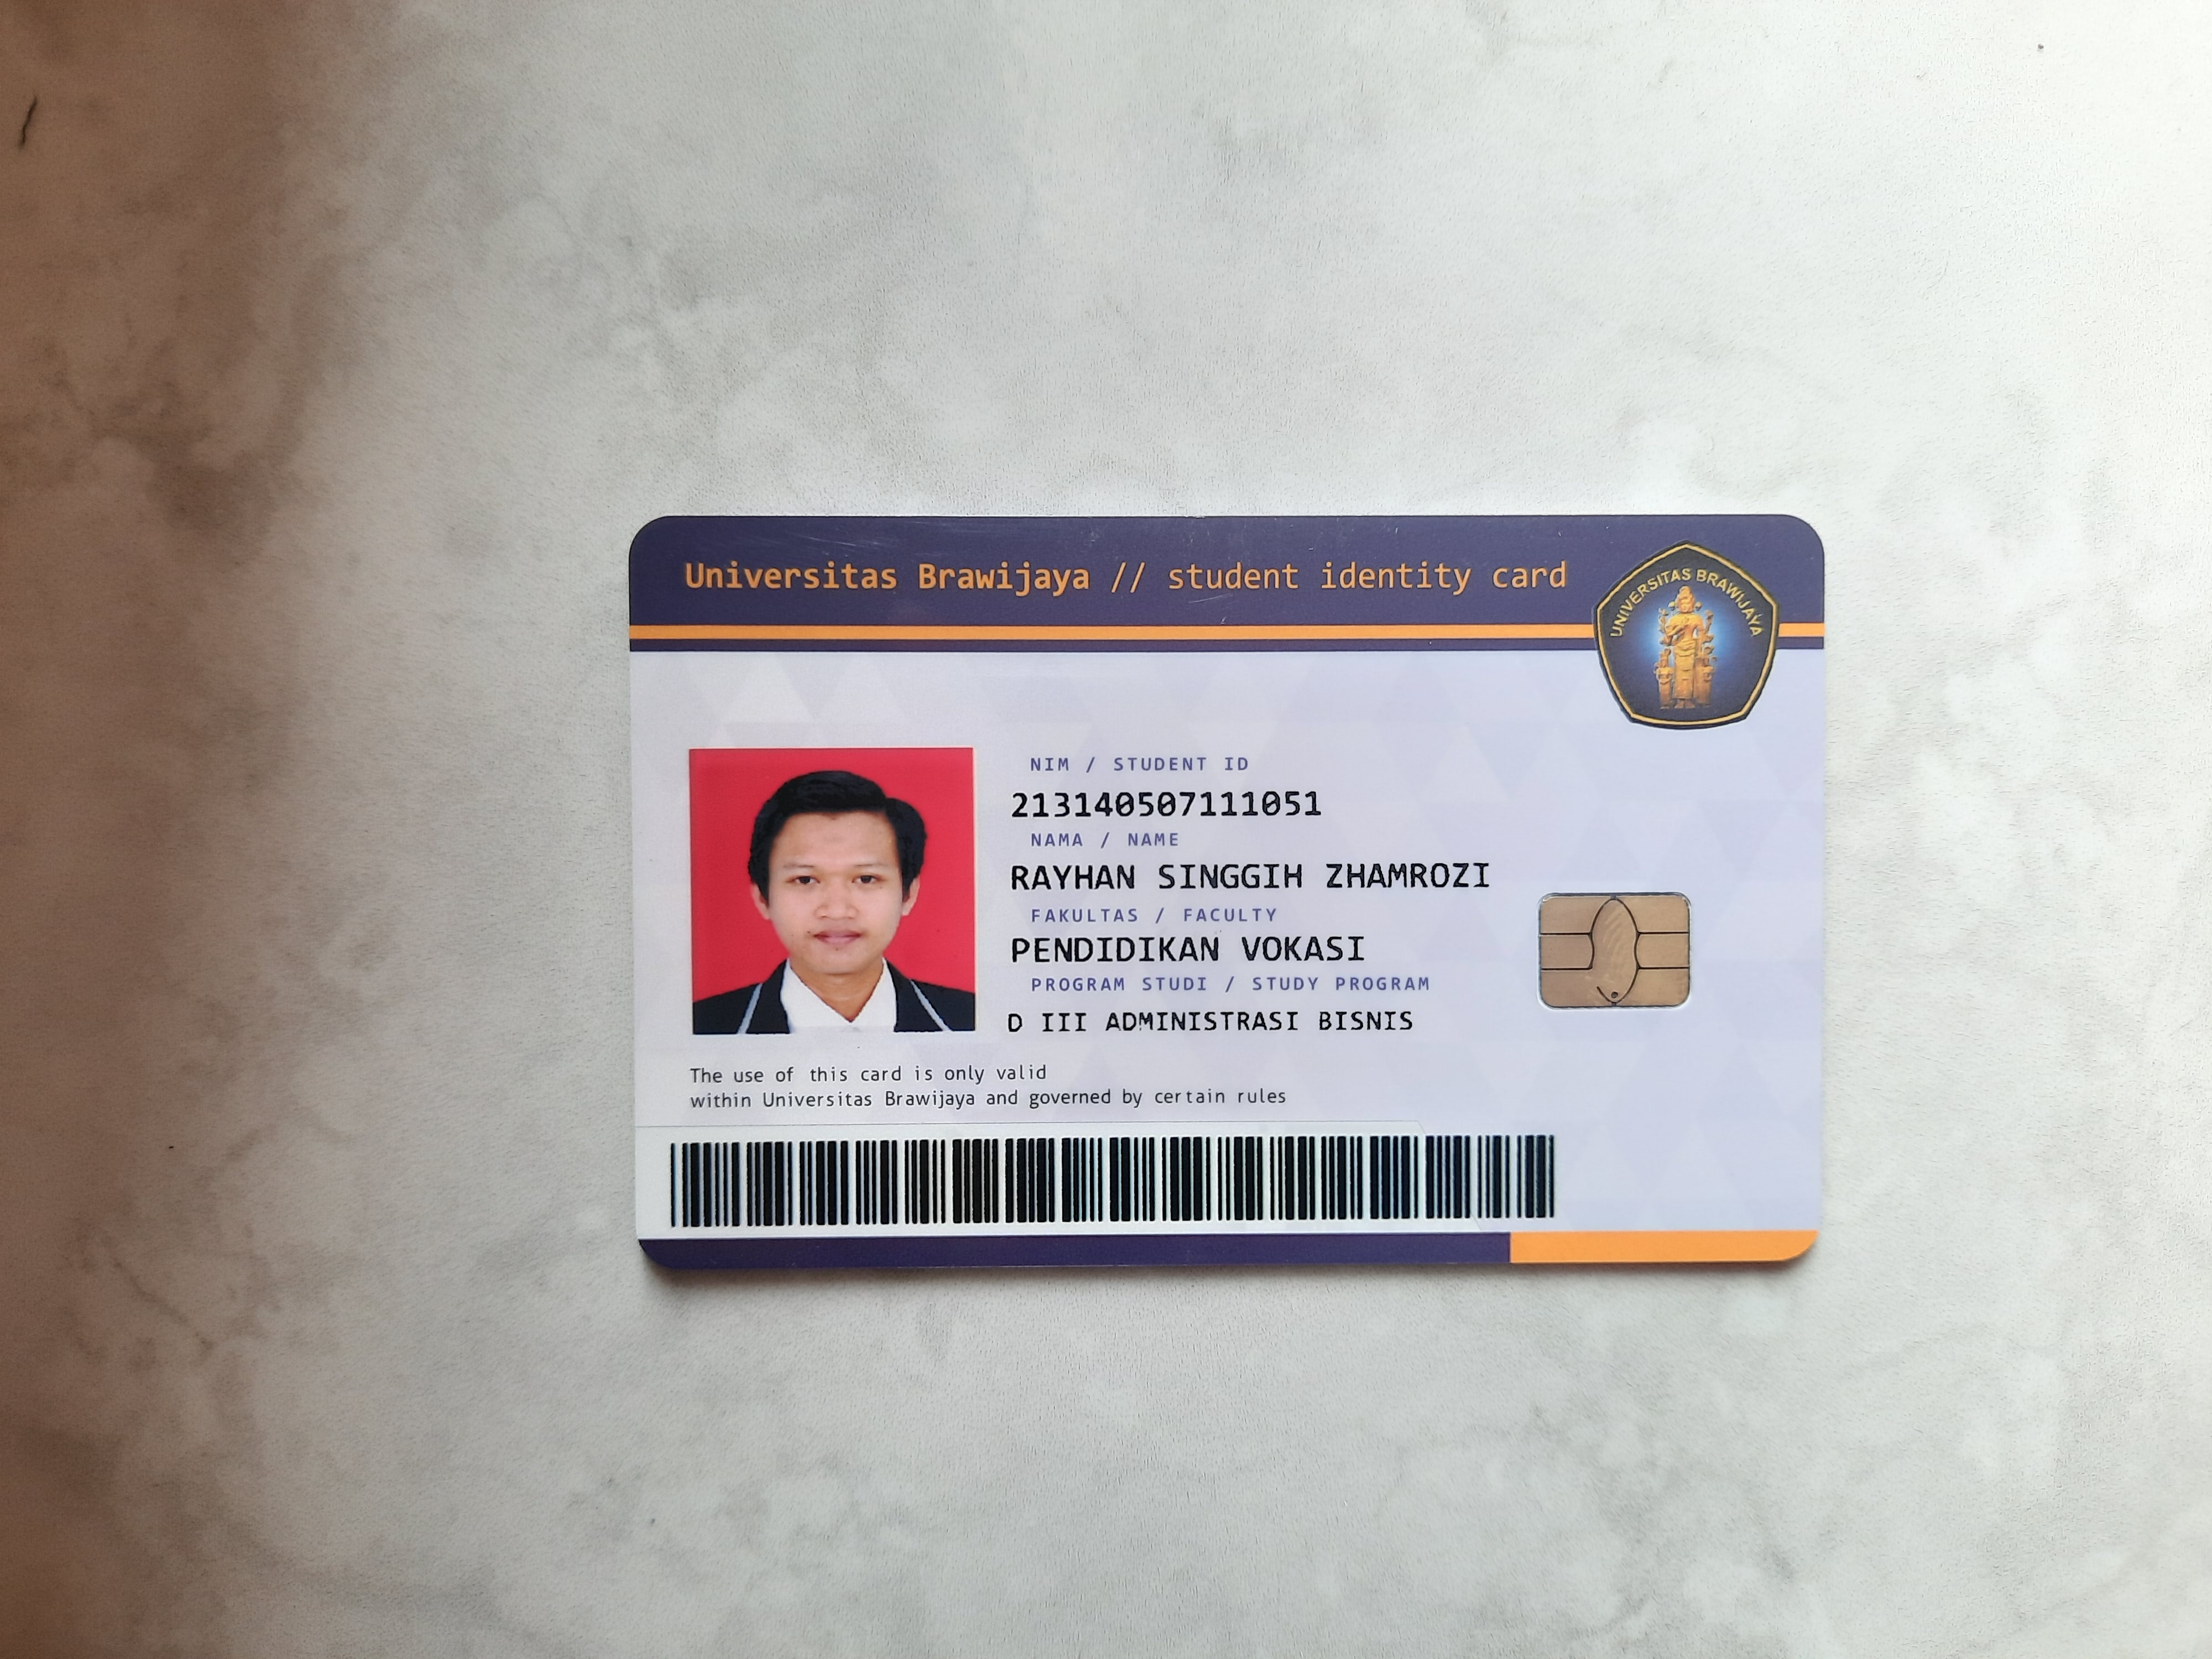 Universitas Brawijaya // student identity card
UNIVERSITAS BRAWIJAYA
NIM / STUDENT ID
213140507111051
NAMA / NAME
RAYHAN SINGGIH ZHAMROZI
FAKULTAS / FACULTY
PENDIDIKAN VOKASI
PROGRAM STUDI / STUDY PROGRAM
D III ADMINISTRASI BISNIS
The use of this card is only valid
within Universitas Brawijaya and governed by certain rules